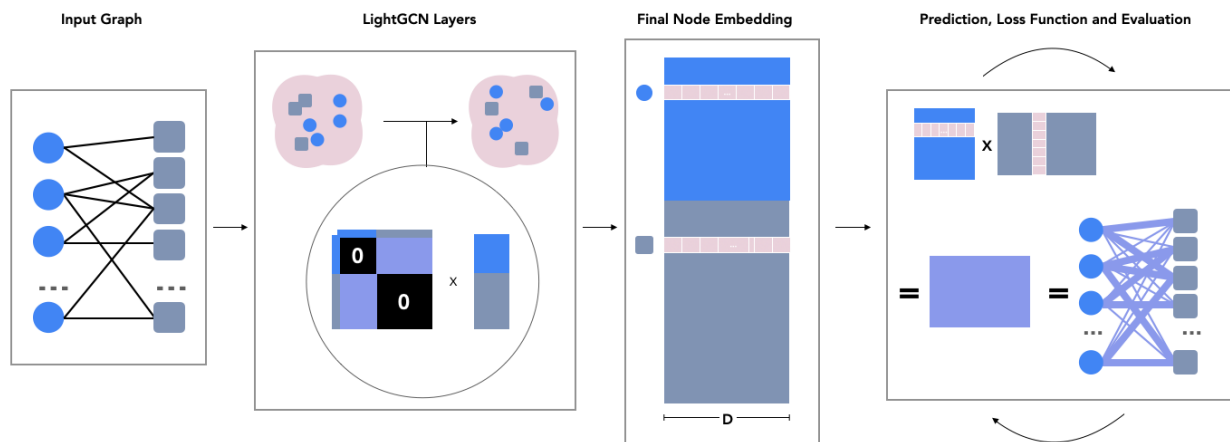 Input Graph
LightGCN Layers
Final Node Embedding
Prediction, Loss Function and Evaluation
0
0
x
...
...
D
...
x
=
=
...
...